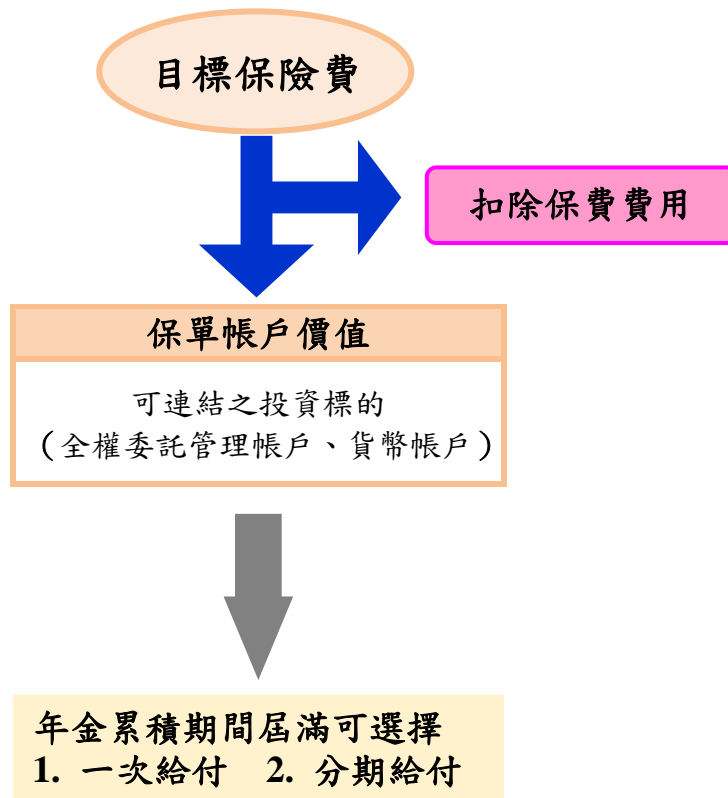 目標保險費
扣除保費費用
保單帳戶價值
可連結之投資標的
（全權委託管理帳戶、貨幣帳戶）
年金累積期間屆滿可選擇
1. 一次給付 2. 分期給付